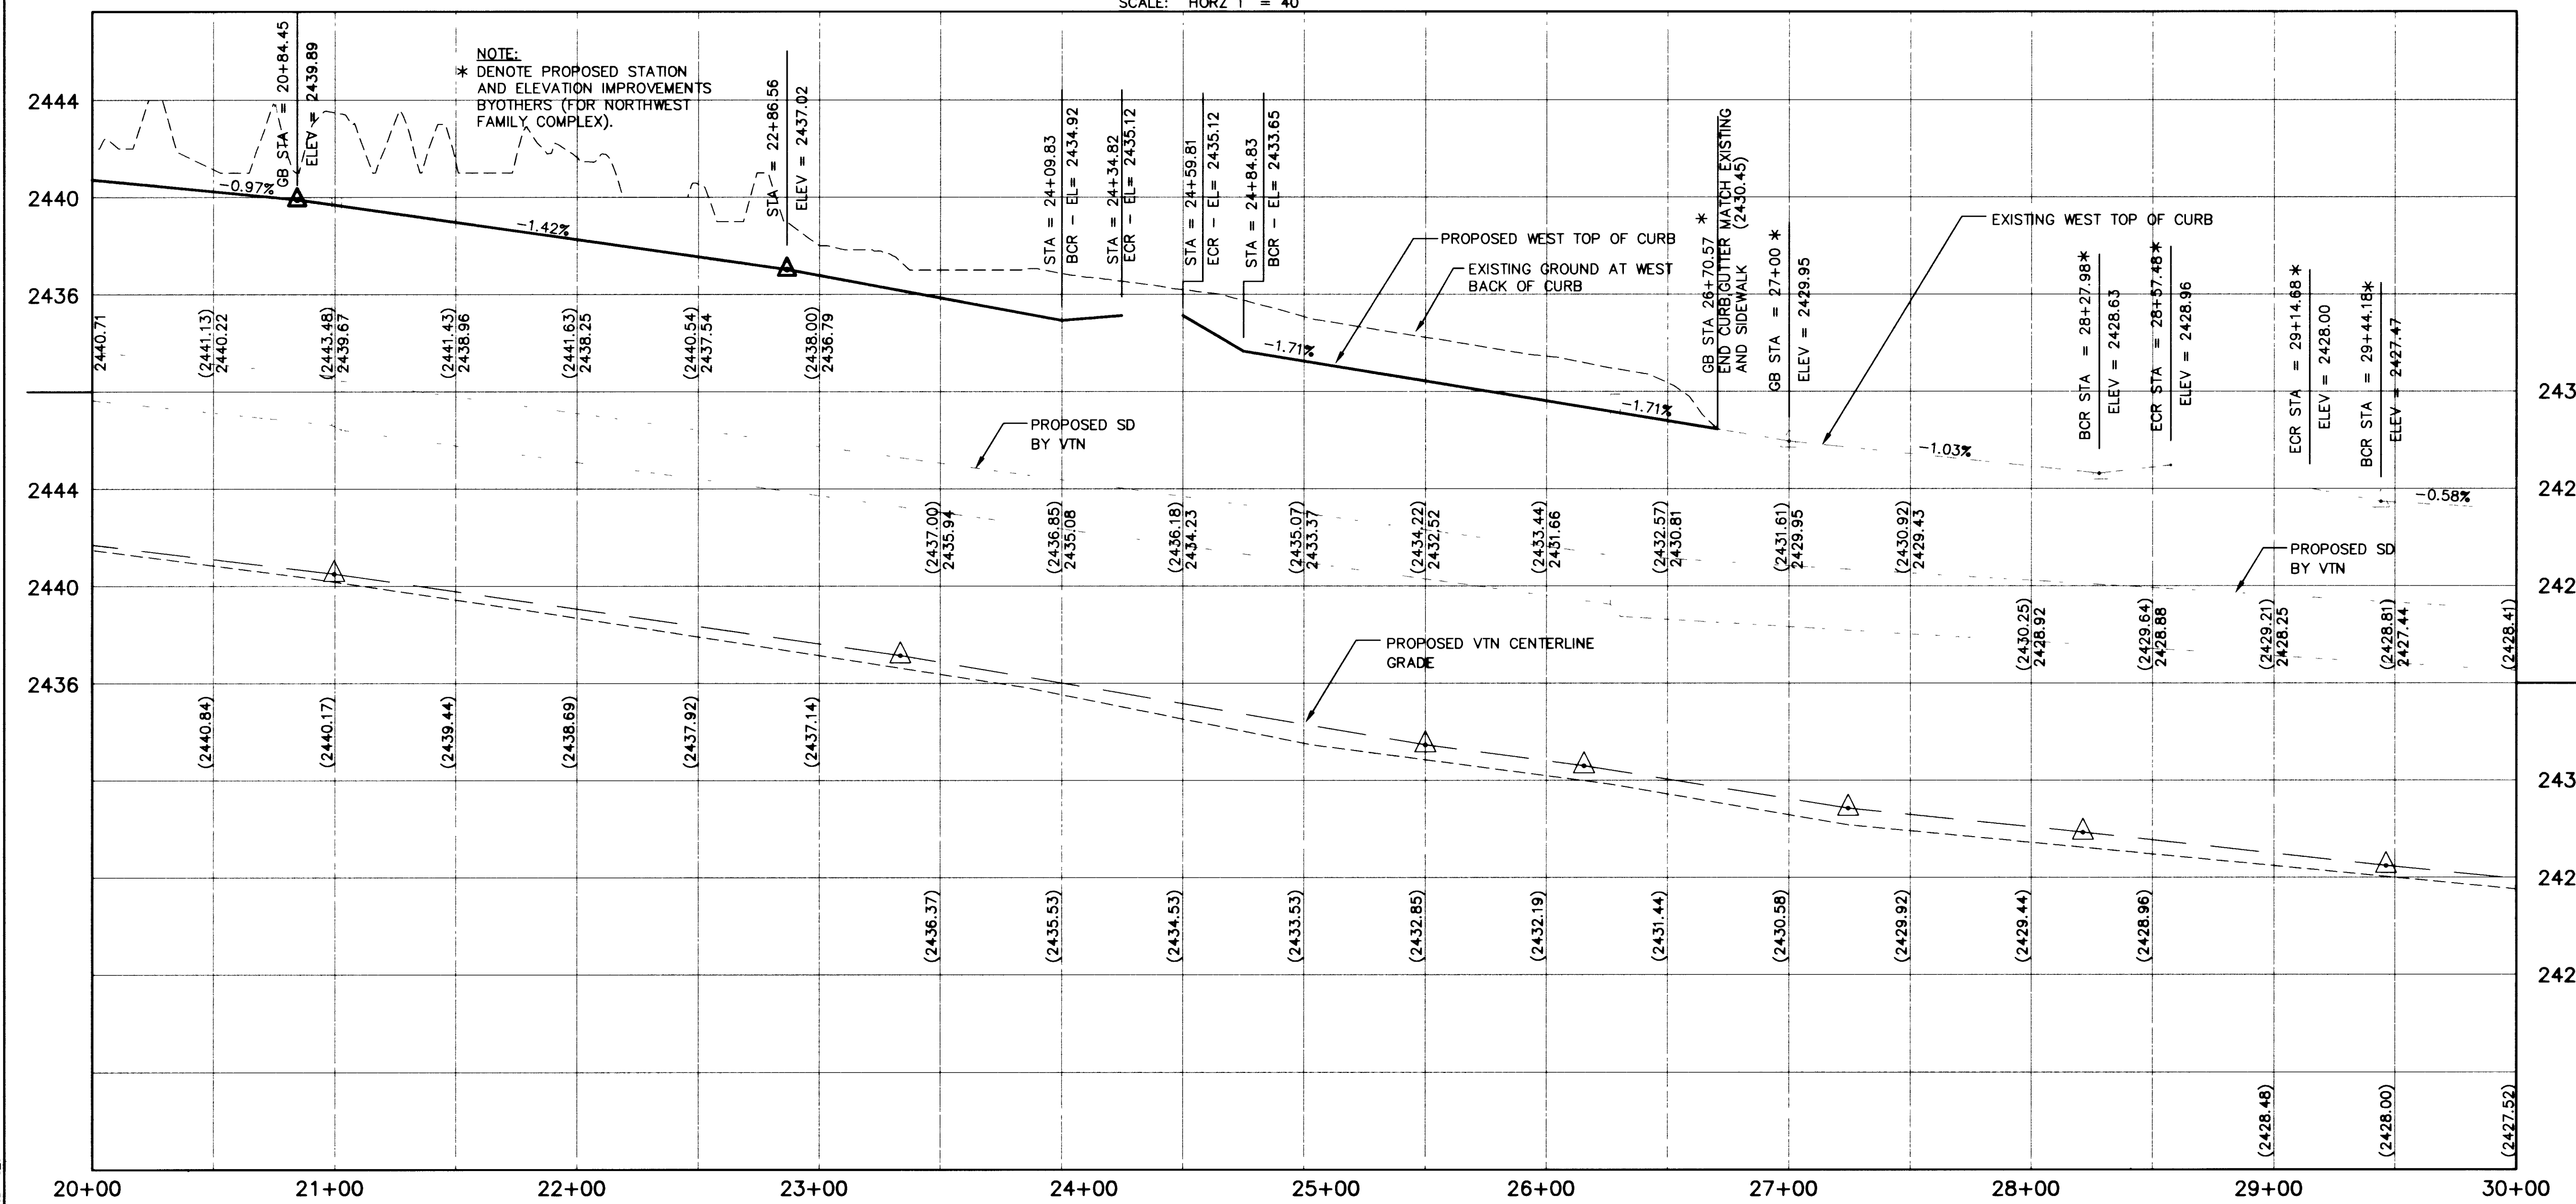 SCALE: HORZ 1" = 40'
GB STA = 20+84.45
ELEV = 2439.89
NOTE:
* DENOTE PROPOSED STATION
AND ELEVATION IMPROVEMENTS
BYOTHERS (FOR NORTHWEST
FAMILY COMPLEX).
STA = 22+86.56
ELEV = 2437.02
STA = 24+09.83
BCR - EL= 2434.92
STA = 24+34.82
ECR - EL= 2435.12
STA = 24+59.81
ECR - EL= 2435.12
STA = 24+84.83
BCR - EL= 2433.65
GB STA 26+70.57 *
END CURB,GUTTER MATCH EXISTING
AND SIDEWALK (2430.45)
GB STA = 27+00 *
ELEV = 2429.95
BCR STA = 28+27.98*
ELEV = 2428.63
ECR STA = 28+57.48*
ELEV = 2428.96
ECR STA = 29+14.68*
ELEV = 2428.00
BCR STA = 29+44.18*
ELEV = 2427.47
2444
2440
2436
-0.97%
-1.42%
-1.71%
-1.71%
-1.03%
-0.58%
PROPOSED WEST TOP OF CURB
EXISTING GROUND AT WEST
BACK OF CURB
EXISTING WEST TOP OF CURB
2440.71
(2441.13)
2440.22
(2443.48)
2439.67
(2441.43)
2438.96
(2441.63)
2438.25
(2440.54)
2437.54
(2438.00)
2436.79
PROPOSED SD
BY VTN
243
2444
242
(2437.00)
2435.94
(2436.85)
2435.08
(2436.18)
2434.23
(2435.07)
2433.37
(2434.22)
2432.52
(2433.44)
2431.66
(2432.57)
2430.81
(2431.61)
2429.95
(2430.92)
2429.43
PROPOSED SD
BY VTN
2440
242
(2430.25)
2428.92
(2429.64)
2428.88
(2429.21)
2428.25
(2428.81)
2427.44
(2428.41)
PROPOSED VTN CENTERLINE
GRADE
2436
(2440.84)
(2440.17)
(2439.44)
(2438.69)
(2437.92)
(2437.14)
243
242
(2436.37)
(2435.53)
(2434.53)
(2433.53)
(2432.85)
(2432.19)
(2431.44)
(2430.58)
(2429.92)
(2429.44)
(2428.96)
242
(2428.48)
(2428.00)
(2427.52)
20+00 21+00 22+00 23+00 24+00 25+00 26+00 27+00 28+00 29+00 30+00